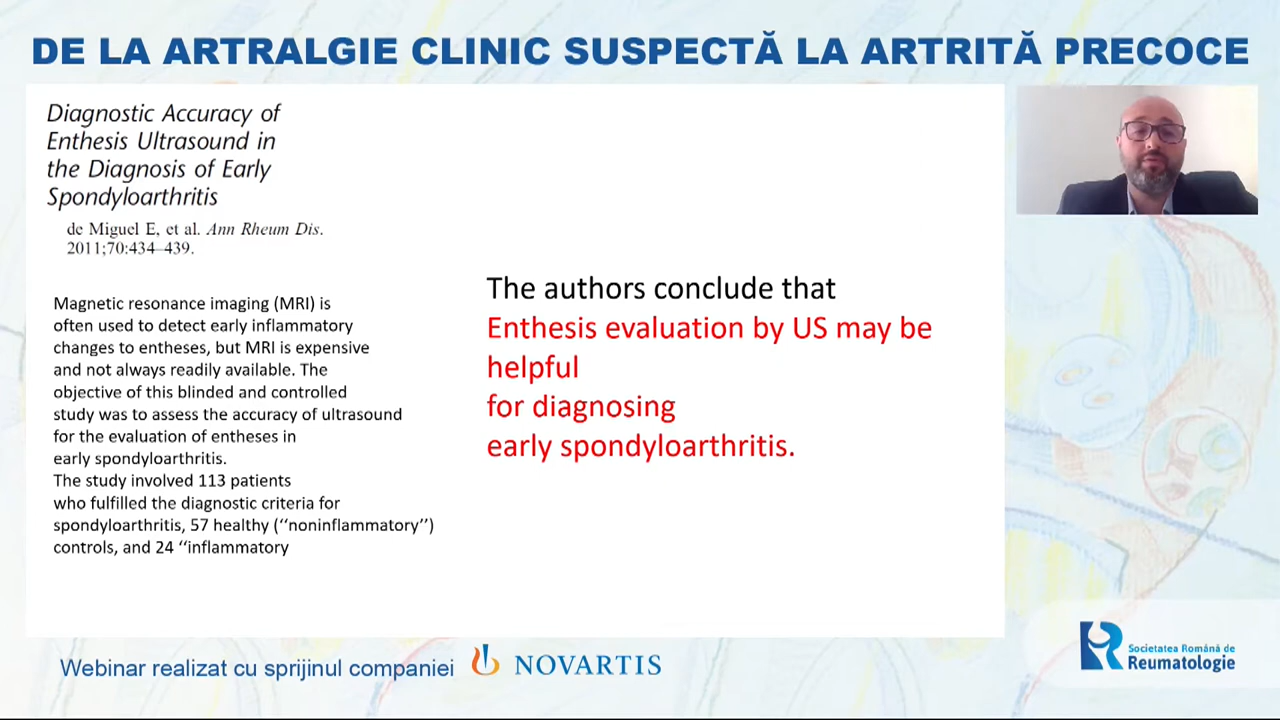 DE LA ARTRALGIE CLINIC SUSPECTĂ LA ARTRITĂ PRECOCE
Diagnostic Accuracy of
Enthesis Ultrasound in
the Diagnosis of Early
Spondyloarthritis
de Miguel E, et al. Ann Rheum Dis.
2011;70:434–439.
Magnetic resonance imaging (MRI) is
often used to detect early inflammatory
changes to entheses, but MRI is expensive
and not always readily available. The
objective of this blinded and controlled
study was to assess the accuracy of ultrasound
for the evaluation of entheses in
early spondyloarthritis.
The study involved 113 patients
who fulfilled the diagnostic criteria for
spondyloarthritis, 57 healthy (‘‘noninflammatory’’)
controls, and 24 ‘‘inflammatory
The authors conclude that
Enthesis evaluation by US may be
helpful
for diagnosing
early spondyloarthritis.
Webinar realizat cu sprijinul companiei
NOVARTIS
Societatea Română de
Reumatologie